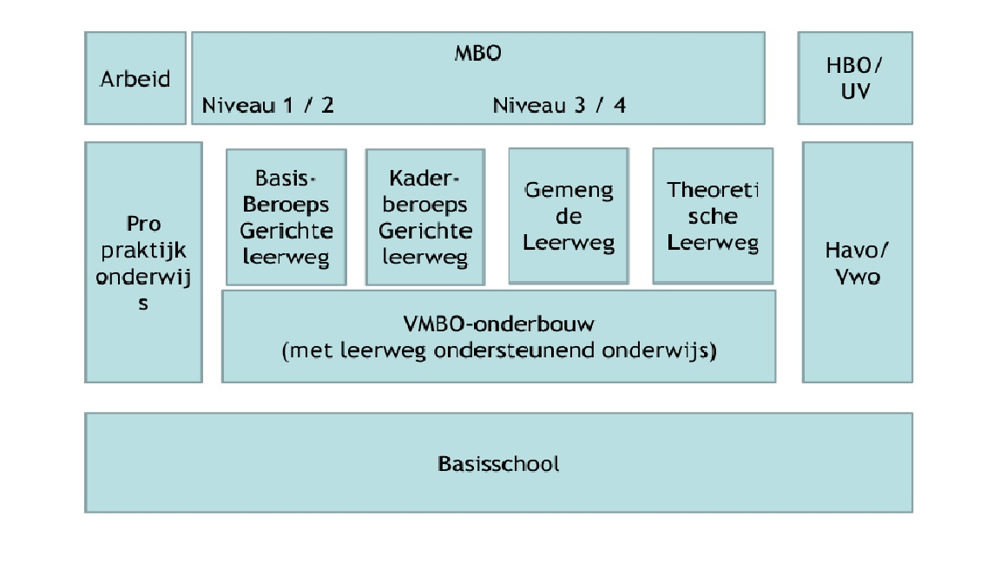 Arbeid
MBO
Niveau 1 / 2
Niveau 3 / 4
HBO/
UV
Pro
praktijk
onderwij
s
Basis-
Beroeps
Gerichte
leerweg
Kader-
beroeps
Gerichte
leerweg
Gemeng
de
Leerweg
Theoreti
sche
Leerweg
Havo/
Vwo
VMBO-onderbouw
(met leerweg ondersteunend onderwijs)
Basisschool